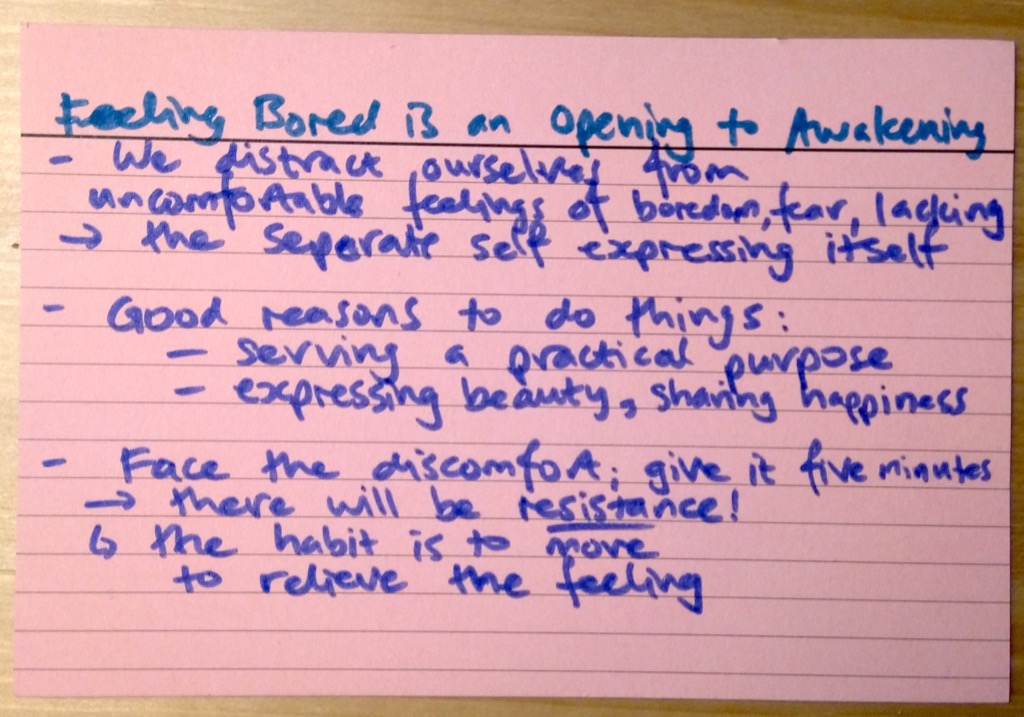 Feeling Bored is an Opening to Awakening
- We distract ourselves from
uncomfortable feelings of boredom, fear, lacking
→ the separate self expressing itself
- Good reasons to do things:
- serving a practical purpose
- expressing beauty, sharing happiness
- Face the discomfort; give it five minutes
→ there will be resistance!
↳ the habit is to move
to relieve the feeling